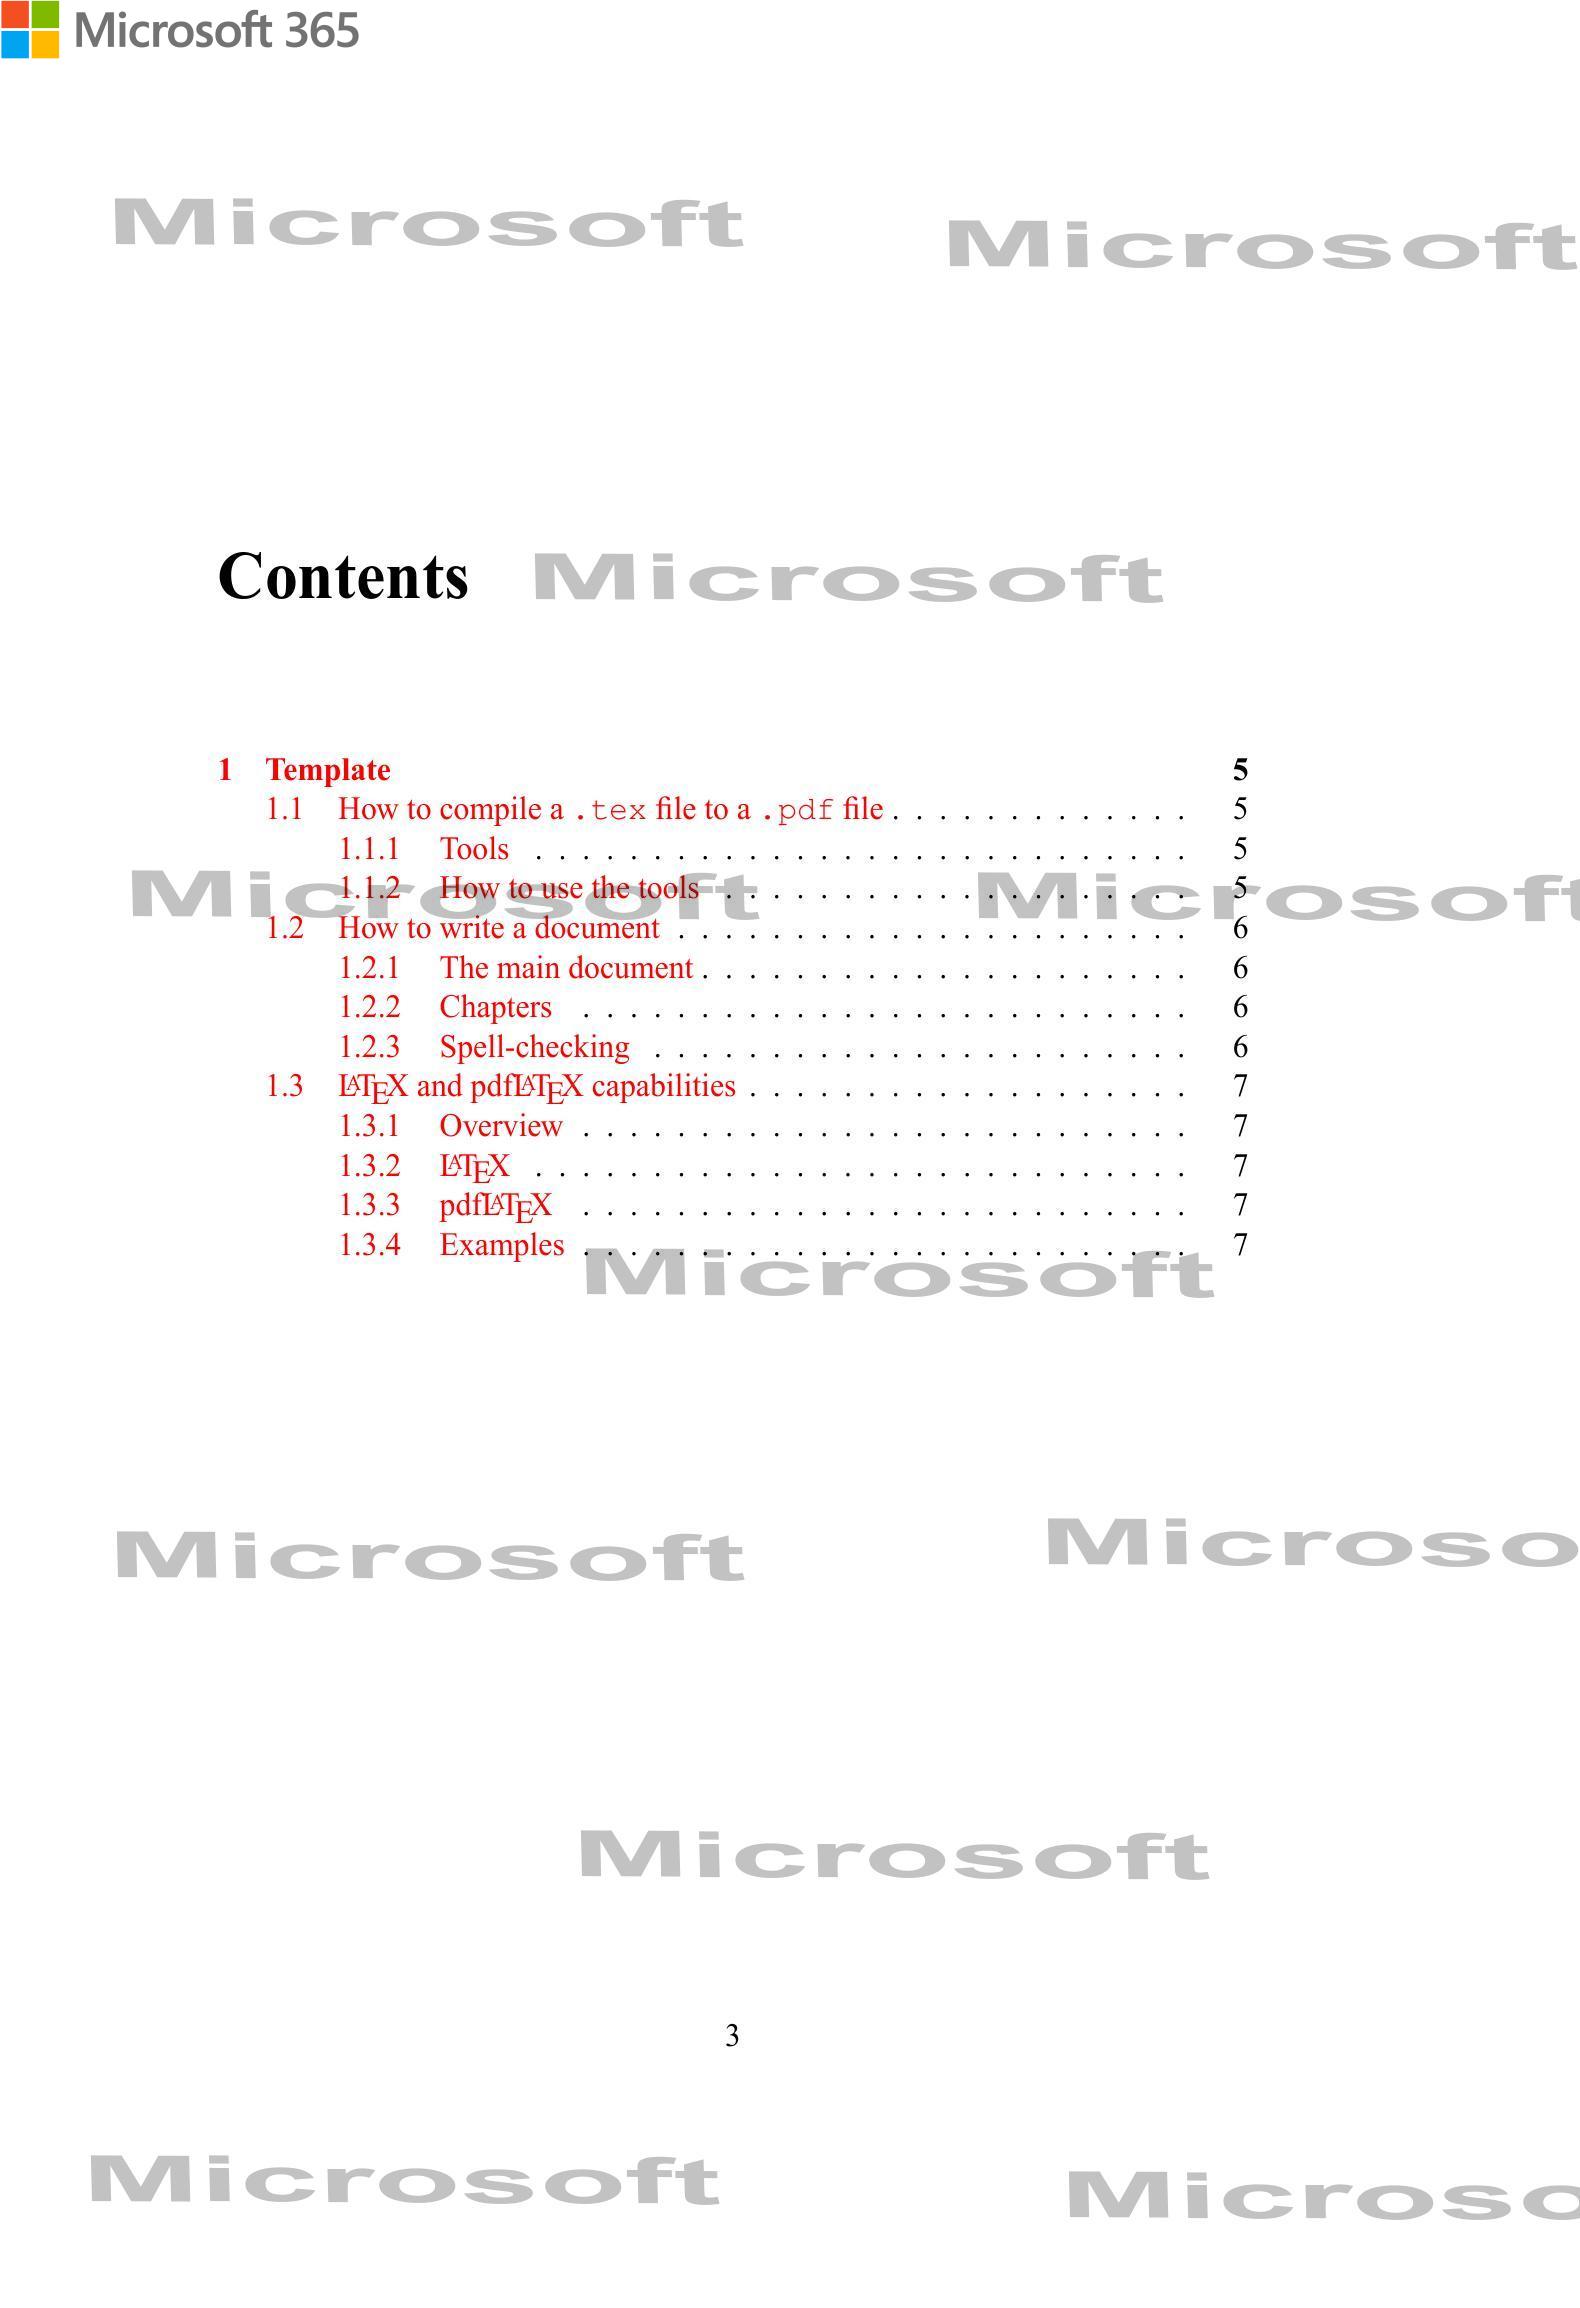 Microsoft 365
Microsoft Microsoft
Contents Microsoft
1 Template 5
1.1 How to compile a .tex file to a .pdf file . . . . . . . . . . . . . 5
1.1.1 Tools . . . . . . . . . . . . . . . . . . . . . . . . . . . . 5
1.1.2 How to use the tools . . . . . . . . . . . . . . . . . . . . 5
Microsoft Microsoft
1.2 How to write a document . . . . . . . . . . . . . . . . . . . . . . 6
1.2.1 The main document . . . . . . . . . . . . . . . . . . . . . 6
1.2.2 Chapters . . . . . . . . . . . . . . . . . . . . . . . . . . 6
1.2.3 Spell-checking . . . . . . . . . . . . . . . . . . . . . . . 6
1.3 LATEX and pdfLATEX capabilities . . . . . . . . . . . . . . . . . . . 7
1.3.1 Overview . . . . . . . . . . . . . . . . . . . . . . . . . . 7
1.3.2 LATEX . . . . . . . . . . . . . . . . . . . . . . . . . . . . 7
1.3.3 pdfLATEX . . . . . . . . . . . . . . . . . . . . . . . . . . 7
1.3.4 Examples . . . . . . . . . . . . . . . . . . . . . . . . . . 7
Microsoft
Microsoft Microso
Microsoft
3
Microsoft Microso